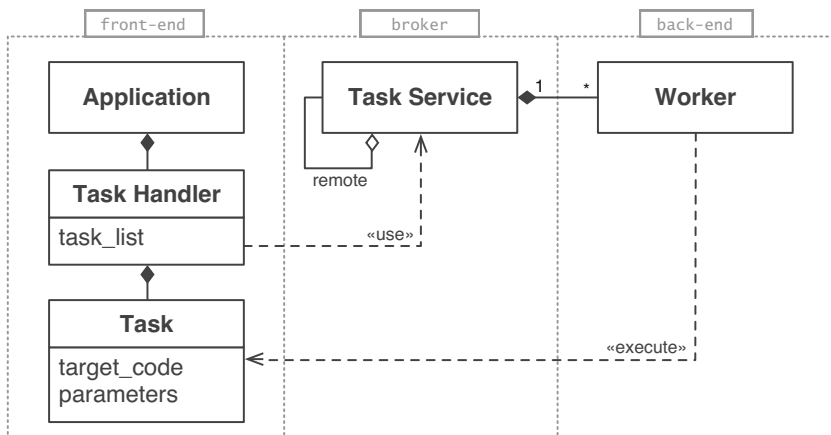 front-end
broker
back-end
Application
Task Service
1
*
Worker
remote
Task Handler
task_list
«use»
Task
target_code
parameters
«execute»